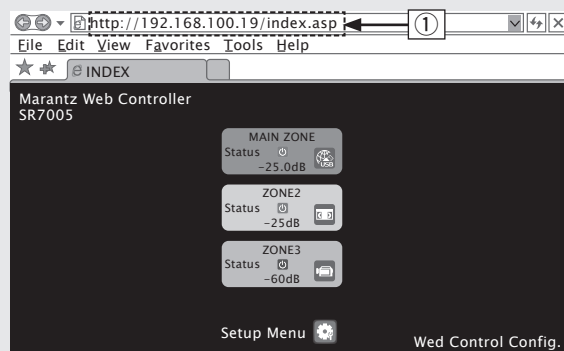 http://192.168.100.19/index.asp
①
File Edit View Favorites Tools Help
INDEX
Marantz Web Controller
SR7005
MAIN ZONE
Status
-25.0dB
USB
ZONE2
Status
-25dB
ZONE3
Status
-60dB
Setup Menu
Wed Control Config.